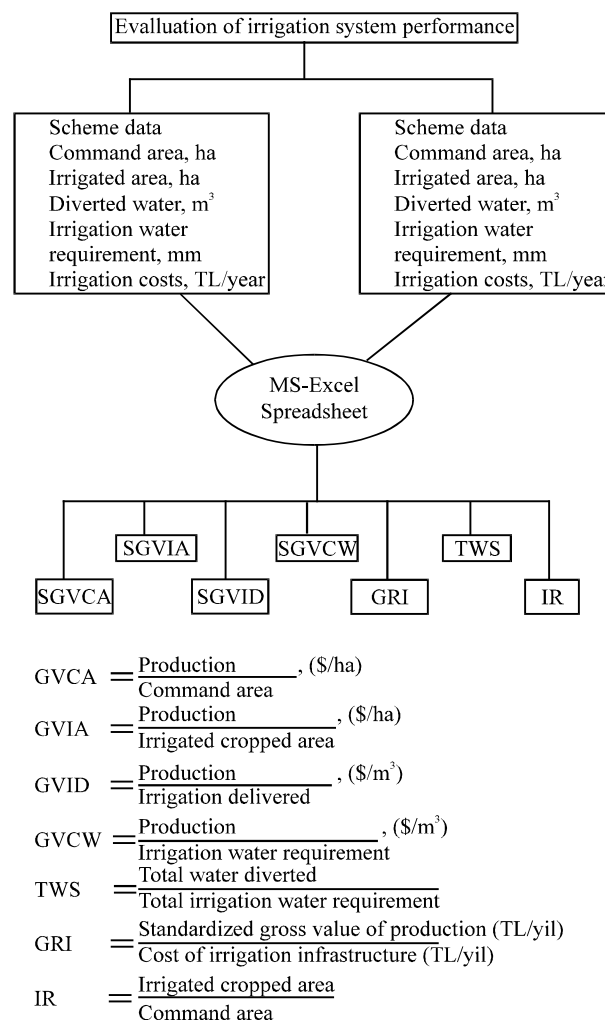 Evalluation of irrigation system performance
Scheme data
Command area, ha
Irrigated area, ha
Diverted water, m³
Irrigation water
requirement, mm
Irrigation costs, TL/year
Scheme data
Command area, ha
Irrigated area, ha
Diverted water, m³
Irrigation water
requirement, mm
Irrigation costs, TL/year
MS-Excel
Spreadsheet
SGVIA
SGVCW
TWS
SGVCA
SGVID
GRI
IR
GVCA = Production , ($/ha)
Command area
GVIA = Production , ($/ha)
Irrigated cropped area
GVID = Production , ($/m³)
Irrigation delivered
GVCW = Production , ($/m³)
Irrigation water requirement
TWS = Total water diverted
Total irrigation water requirement
GRI = Standardized gross value of production (TL/yil)
Cost of irrigation infrastructure (TL/yil)
IR = Irrigated cropped area
Command area